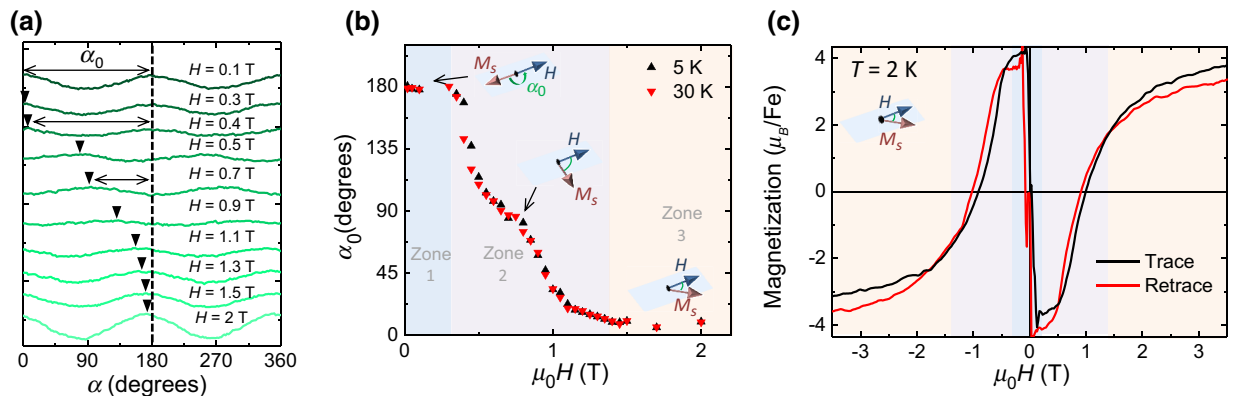 (a)
α₀
H = 0.1 T
H = 0.3 T
H = 0.4 T
H = 0.5 T
H = 0.7 T
H = 0.9 T
H = 1.1 T
H = 1.3 T
H = 1.5 T
H = 2 T
0 90 180 270 360
α (degrees)
(b)
α₀ (degrees)
180
135
90
45
0
Mₛ
H
α₀
5 K
30 K
H
Mₛ
Zone
1
Zone
2
Zone
3
H
Mₛ
0 1 2
μ₀H (T)
(c)
Magnetization (μ_B/Fe)
4
2
0
-2
-4
T = 2 K
H
Mₛ
Trace
Retrace
-3 -2 -1 0 1 2 3
μ₀H (T)